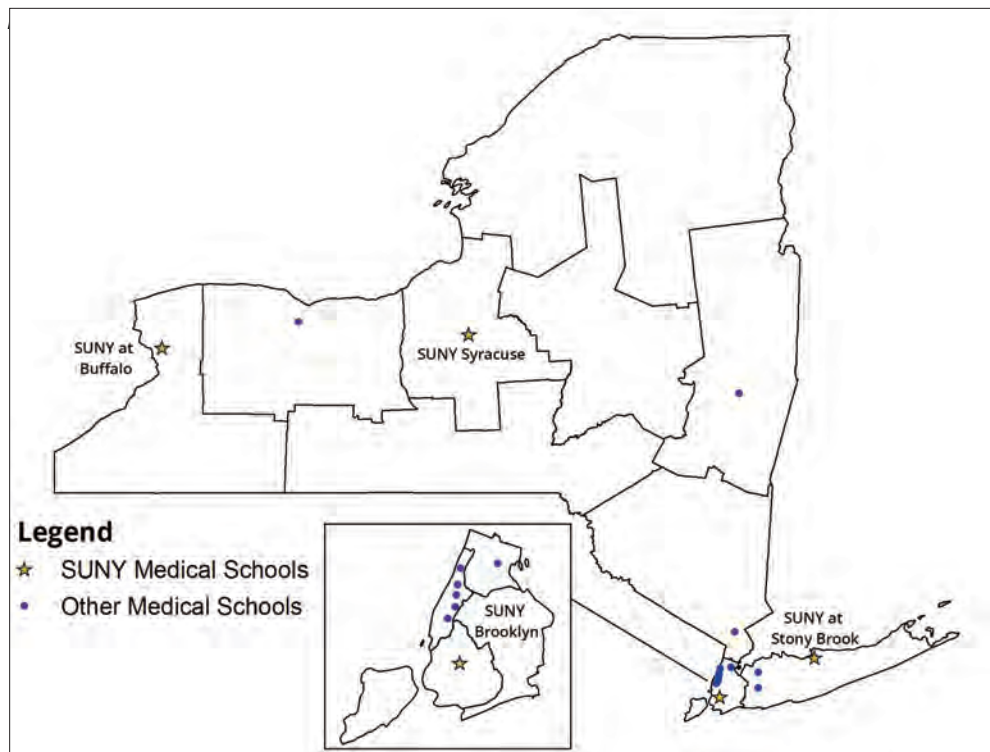 SUNY at
Buffalo
SUNY Syracuse
Legend
SUNY Medical Schools
Other Medical Schools
SUNY
Brooklyn
SUNY at
Stony Brook